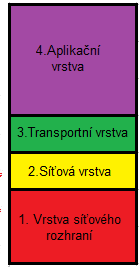 4.Aplikační
vrstva
3.Transportní vrstva
2.Síťová vrstva
1. Vrstva síťového
rozhraní